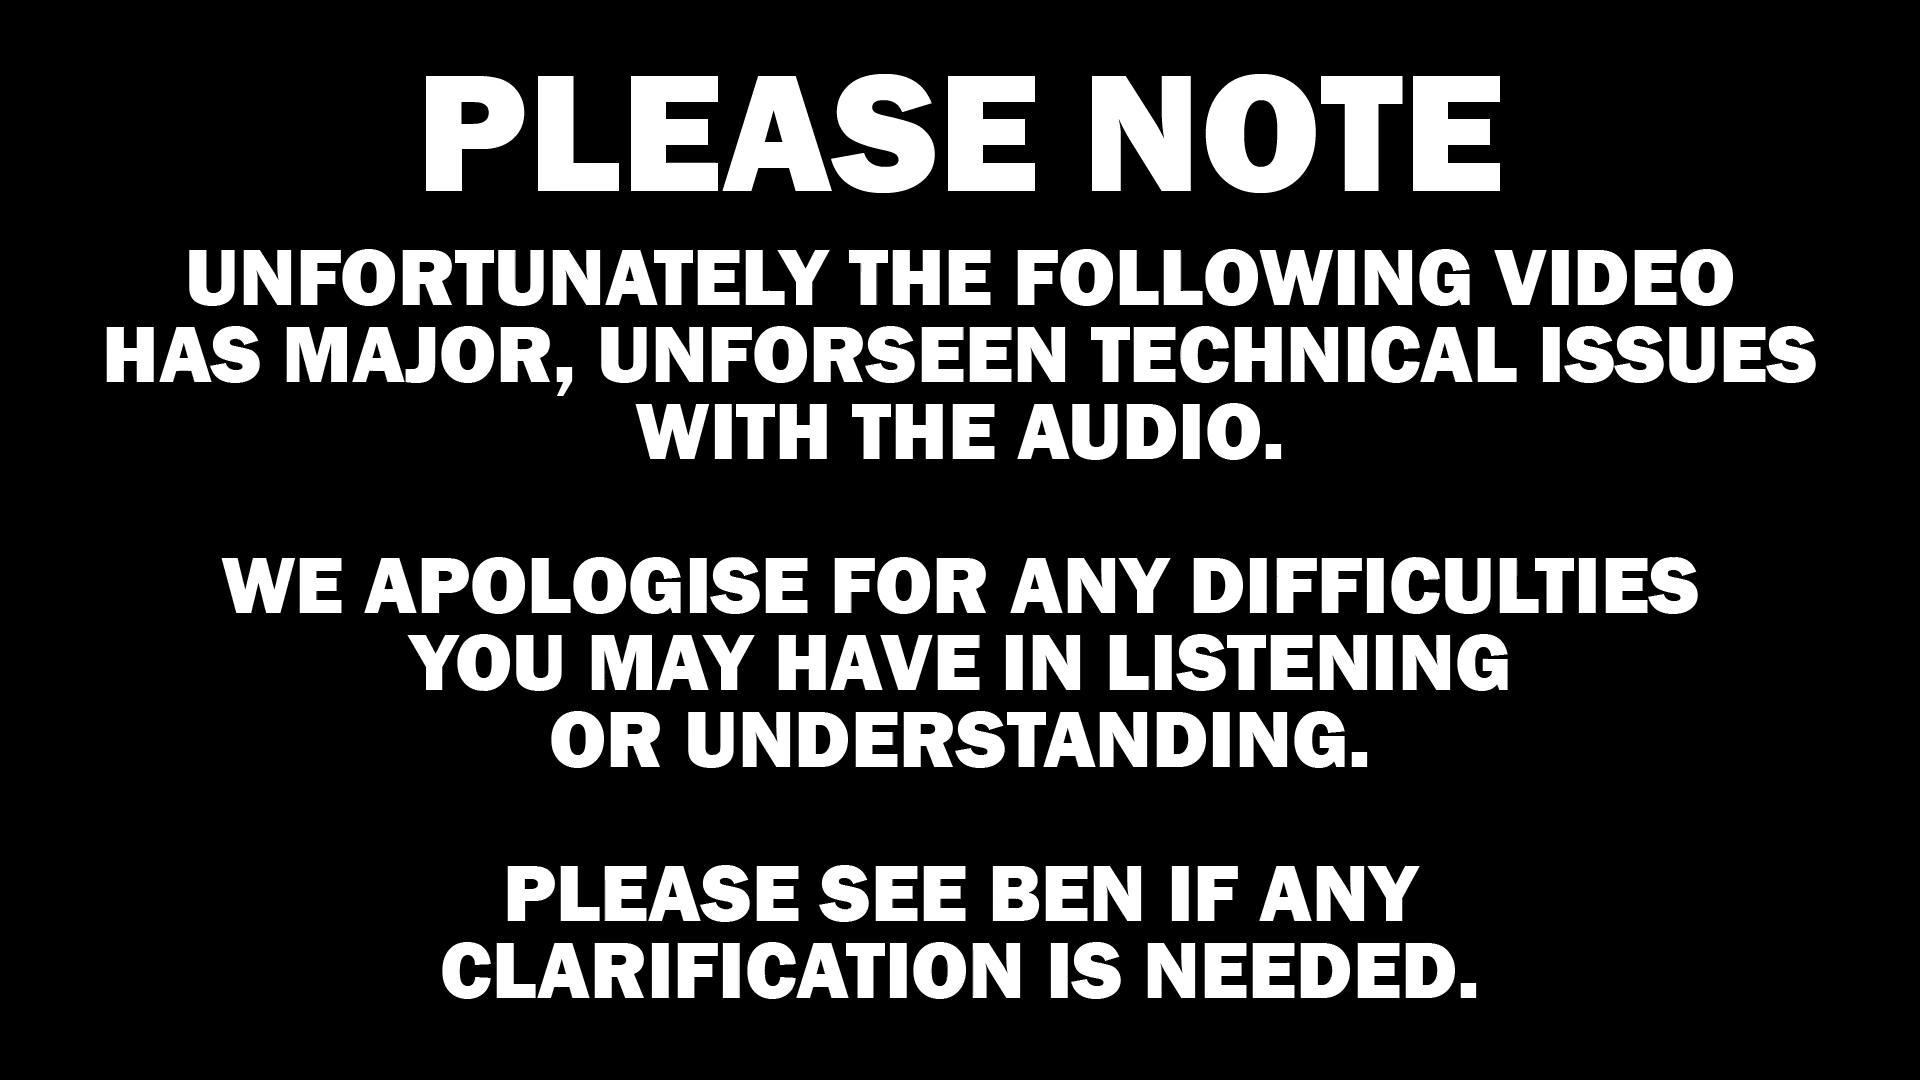 PLEASE NOTE
UNFORTUNATELY THE FOLLOWING VIDEO
HAS MAJOR, UNFORSEEN TECHNICAL ISSUES
WITH THE AUDIO.
WE APOLOGISE FOR ANY DIFFICULTIES
YOU MAY HAVE IN LISTENING
OR UNDERSTANDING.
PLEASE SEE BEN IF ANY
CLARIFICATION IS NEEDED.